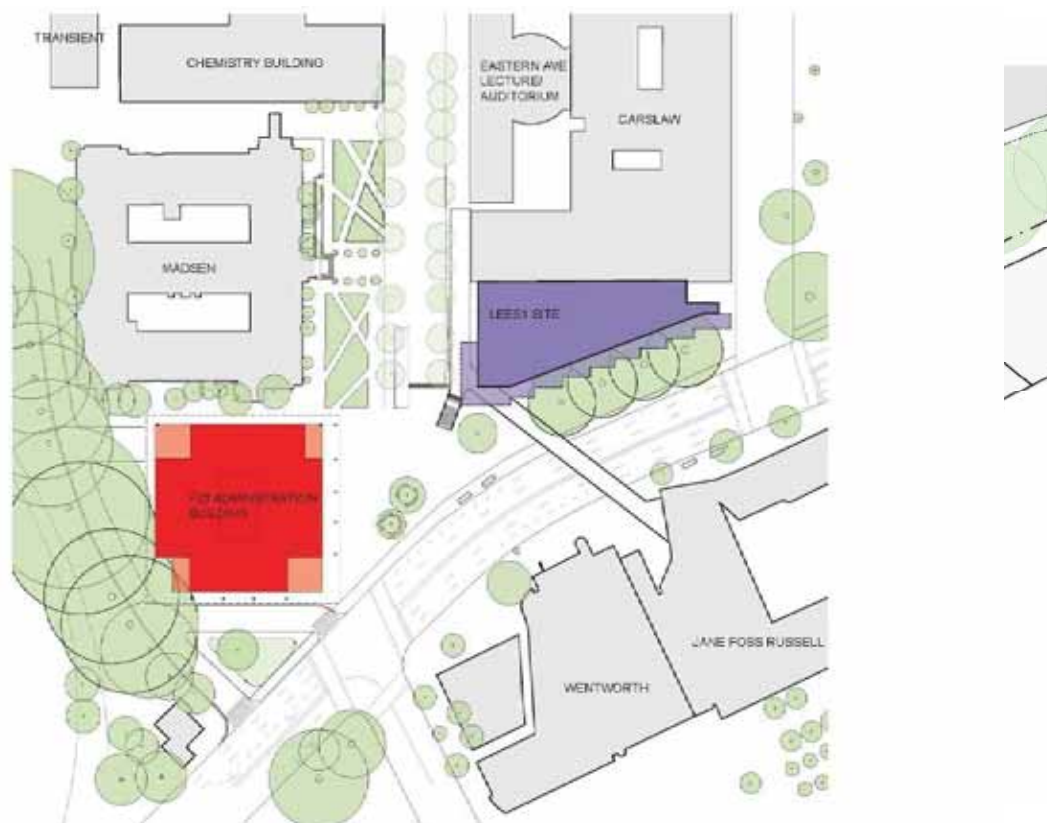 TRANSIENT
CHEMISTRY BUILDING
EASTERN AVE
LECTURE/
AUDITORIUM
CARSLAW
MADSEN
LEES1 SITE
F23 ADMINISTRATION
BUILDING
JANE FOSS RUSSELL
WENTWORTH